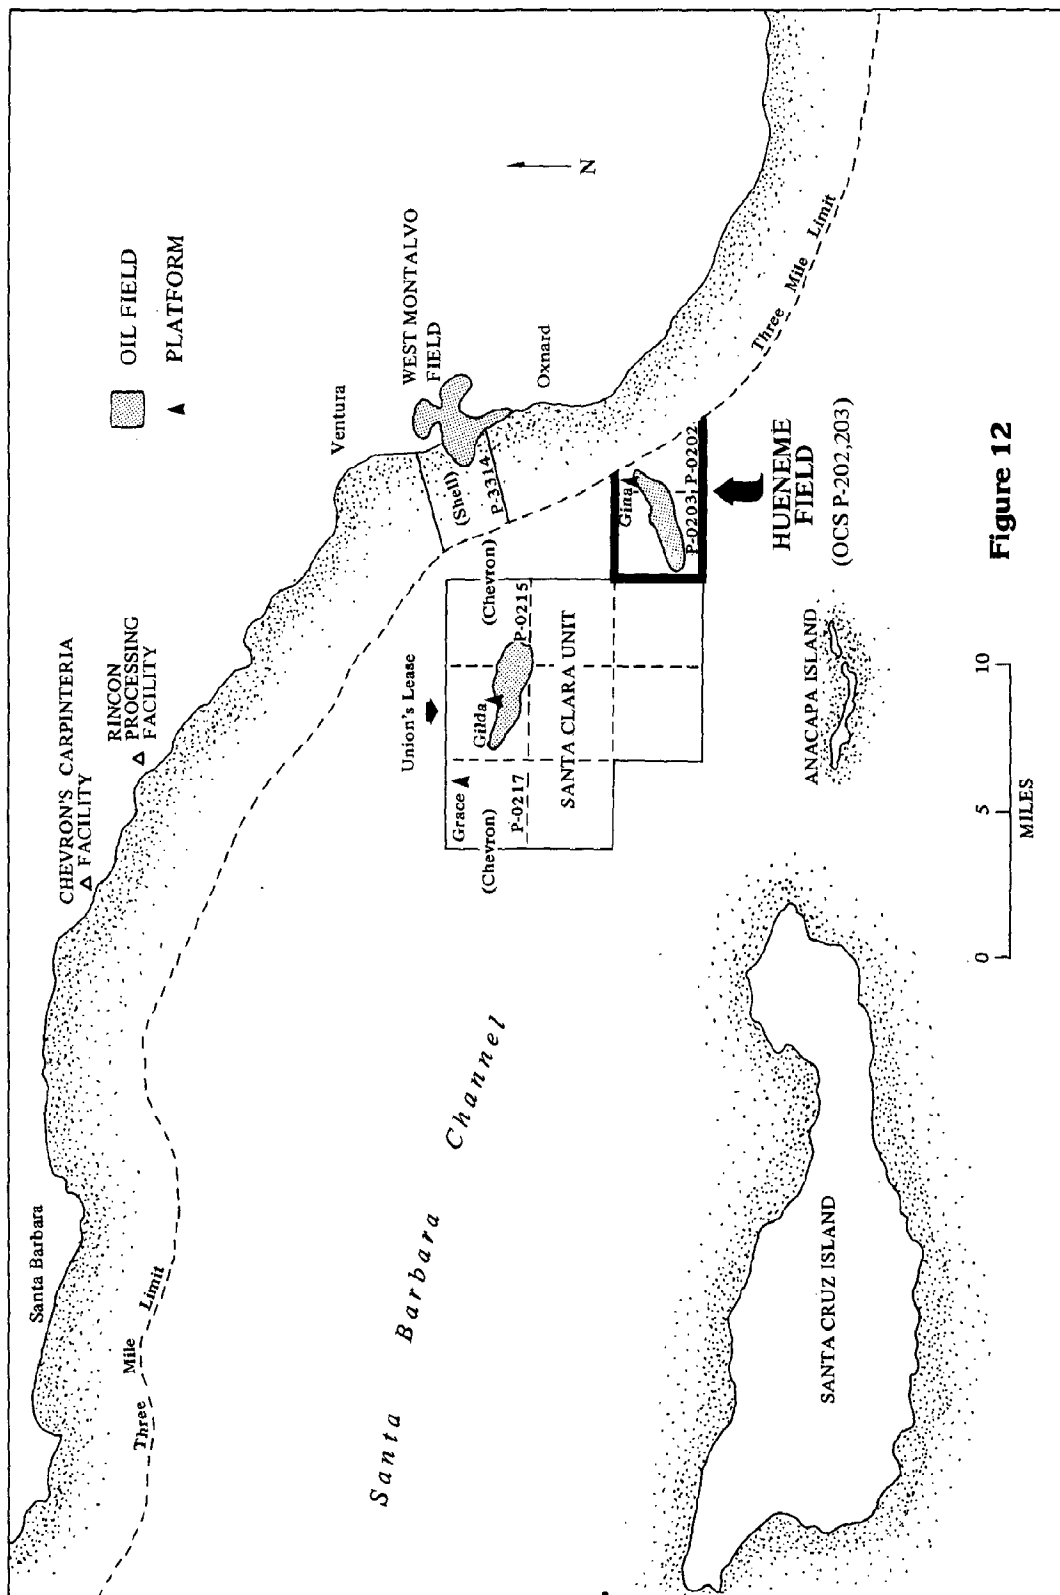 Santa Barbara
CHEVRON'S CARPINTERIA
FACILITY
RINCON
PROCESSING
FACILITY
OIL FIELD
PLATFORM
Three Mile Limit
Ventura
WEST MONTALVO
FIELD
N
Union's Lease
(Shell)
P-3314
Oxnard
Santa Barbara Channel
Grace
(Chevron)
P-0217
Gilda
(Chevron)
P-0215
SANTA CLARA UNIT
Gina
P-0203
P-0202
Three Mile Limit
HUENEME
FIELD
(OCS P-202,203)
SANTA CRUZ ISLAND
ANACAPA ISLAND
0 5 10
MILES
Figure 12